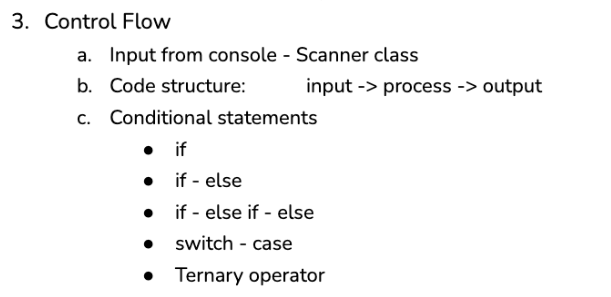 3. Control Flow
a. Input from console - Scanner class
b. Code structure: input -> process -> output
c. Conditional statements
● if
● if - else
● if - else if - else
● switch - case
● Ternary operator